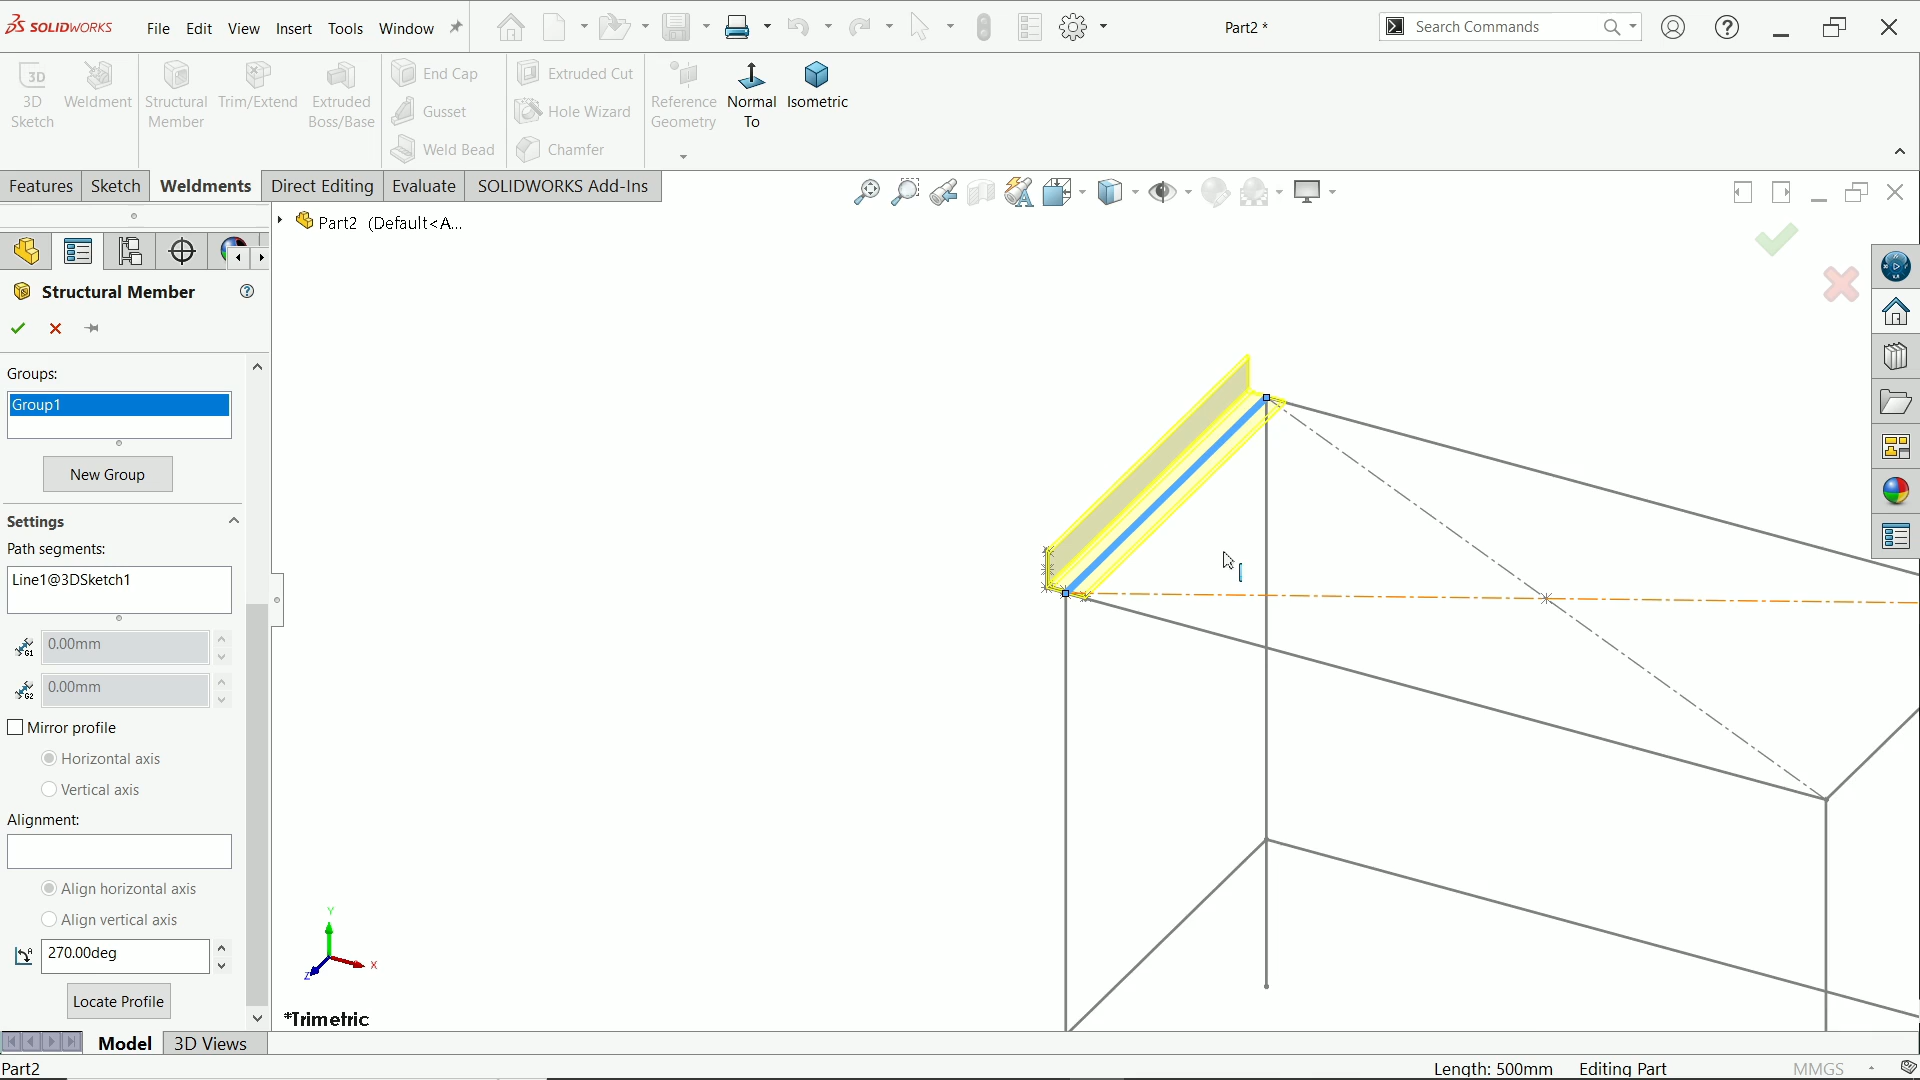 SOLIDWORKS File Edit View Insert Tools Window Part2 * Search Commands
3D Sketch
Weldment
Structural Member
Trim/Extend
Extruded Boss/Base
End Cap
Gusset
Weld Bead
Extruded Cut
Hole Wizard
Chamfer
Reference Geometry
Normal To
Isometric
Features Sketch Weldments Direct Editing Evaluate SOLIDWORKS Add-Ins
Part2 (Default<A...
Structural Member
Groups:
Group1
New Group
Settings
Path segments:
Line1@3DSketch1
G1 0.00mm
G2 0.00mm
Mirror profile
Horizontal axis
Vertical axis
Alignment:
Align horizontal axis
Align vertical axis
270.00deg
Locate Profile
Y
X
Z
*Trimetric
Model 3D Views
Part2 Length: 500mm Editing Part MMGS